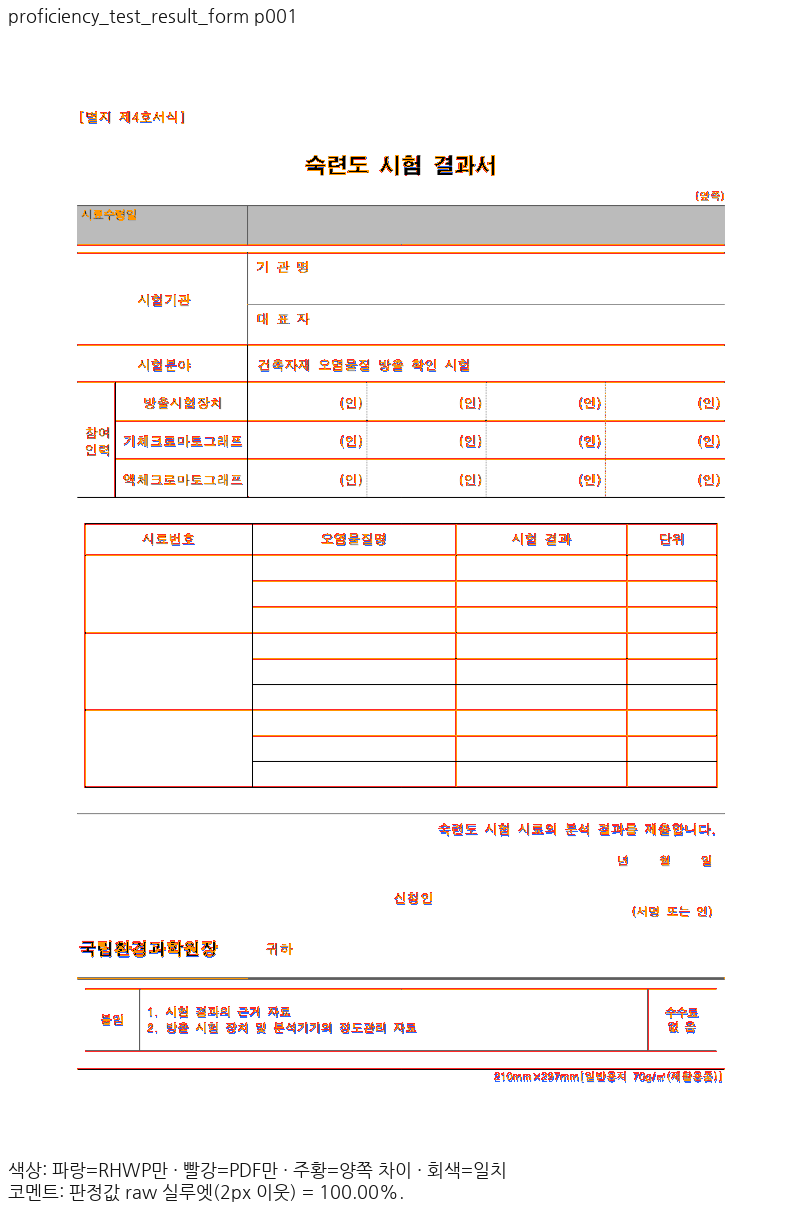 proficiency_test_result_form p001
[별지 제4호서식]
숙련도 시험 결과서
(앞쪽)
시료수령일
시험기관
기 관 명
대 표 자
시험분야
건축자재 오염물질 방출 확인 시험
참여
인력
방출시험장치 (인) (인) (인) (인)
기체크로마토그래프 (인) (인) (인) (인)
액체크로마토그래프 (인) (인) (인) (인)
시료번호 오염물질명 시험 결과 단위
숙련도 시험 시료의 분석 결과를 제출합니다.
년 월 일
신청인
(서명 또는 인)
국립환경과학원장 귀하
붙임
1. 시험 결과의 근거 자료
2. 방출 시험 장치 및 분석기기의 정도관리 자료
수수료
없 음
210mm×297mm[일반용지 70g/㎡(재활용품)]
색상: 파랑=RHWP만 · 빨강=PDF만 · 주황=양쪽 차이 · 회색=일치
코멘트: 판정값 raw 실루엣(2px 이웃) = 100.00%.